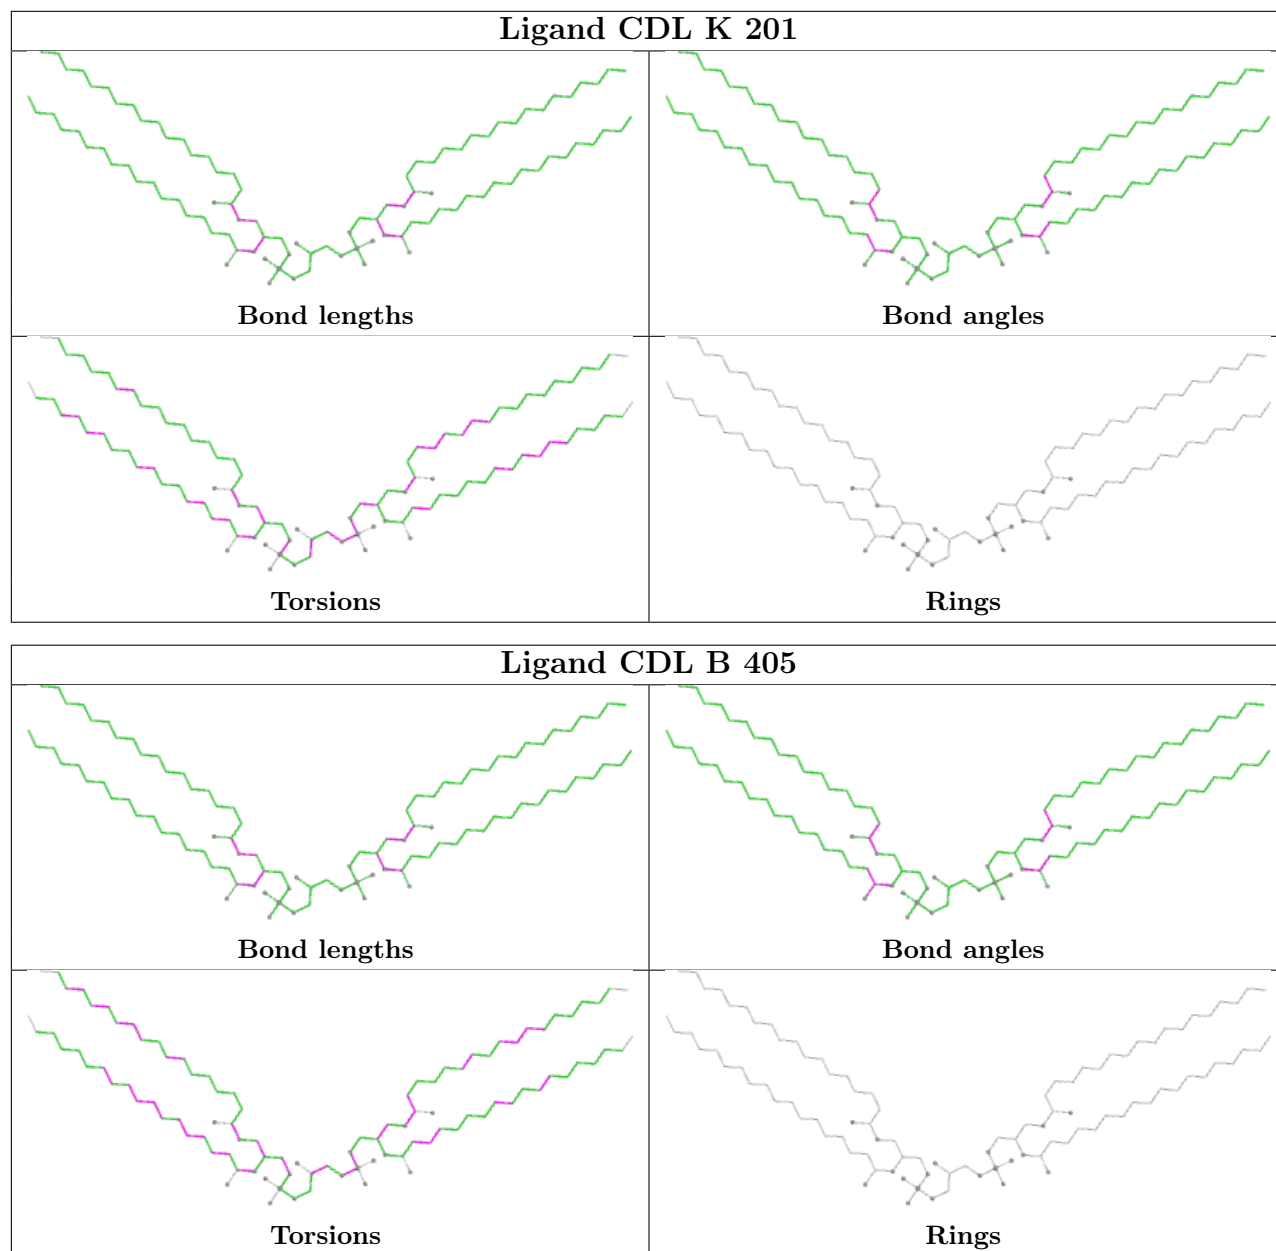 Ligand CDL K 201
Bond lengths
Bond angles
Torsions
Rings
Ligand CDL B 405
Bond lengths
Bond angles
Torsions
Rings